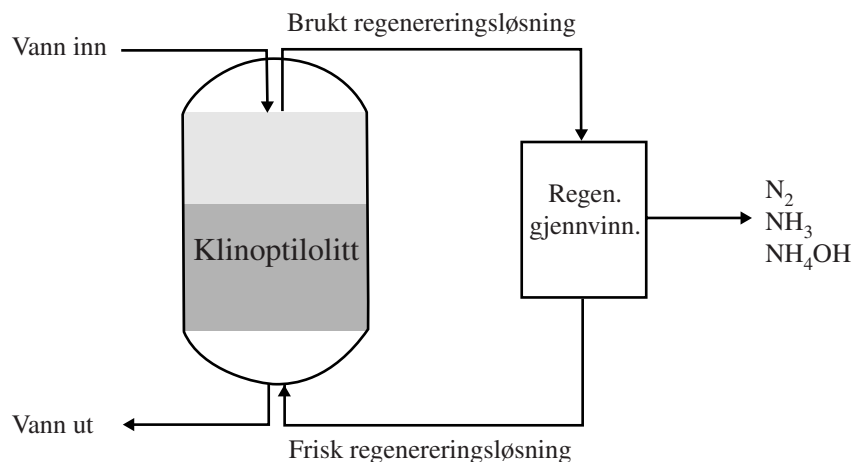 Brukt regenereringsløsning
Vann inn
Klinoptilolitt
Regen.
gjennvinn.
N₂
NH₃
NH₄OH
Vann ut
Frisk regenereringsløsning